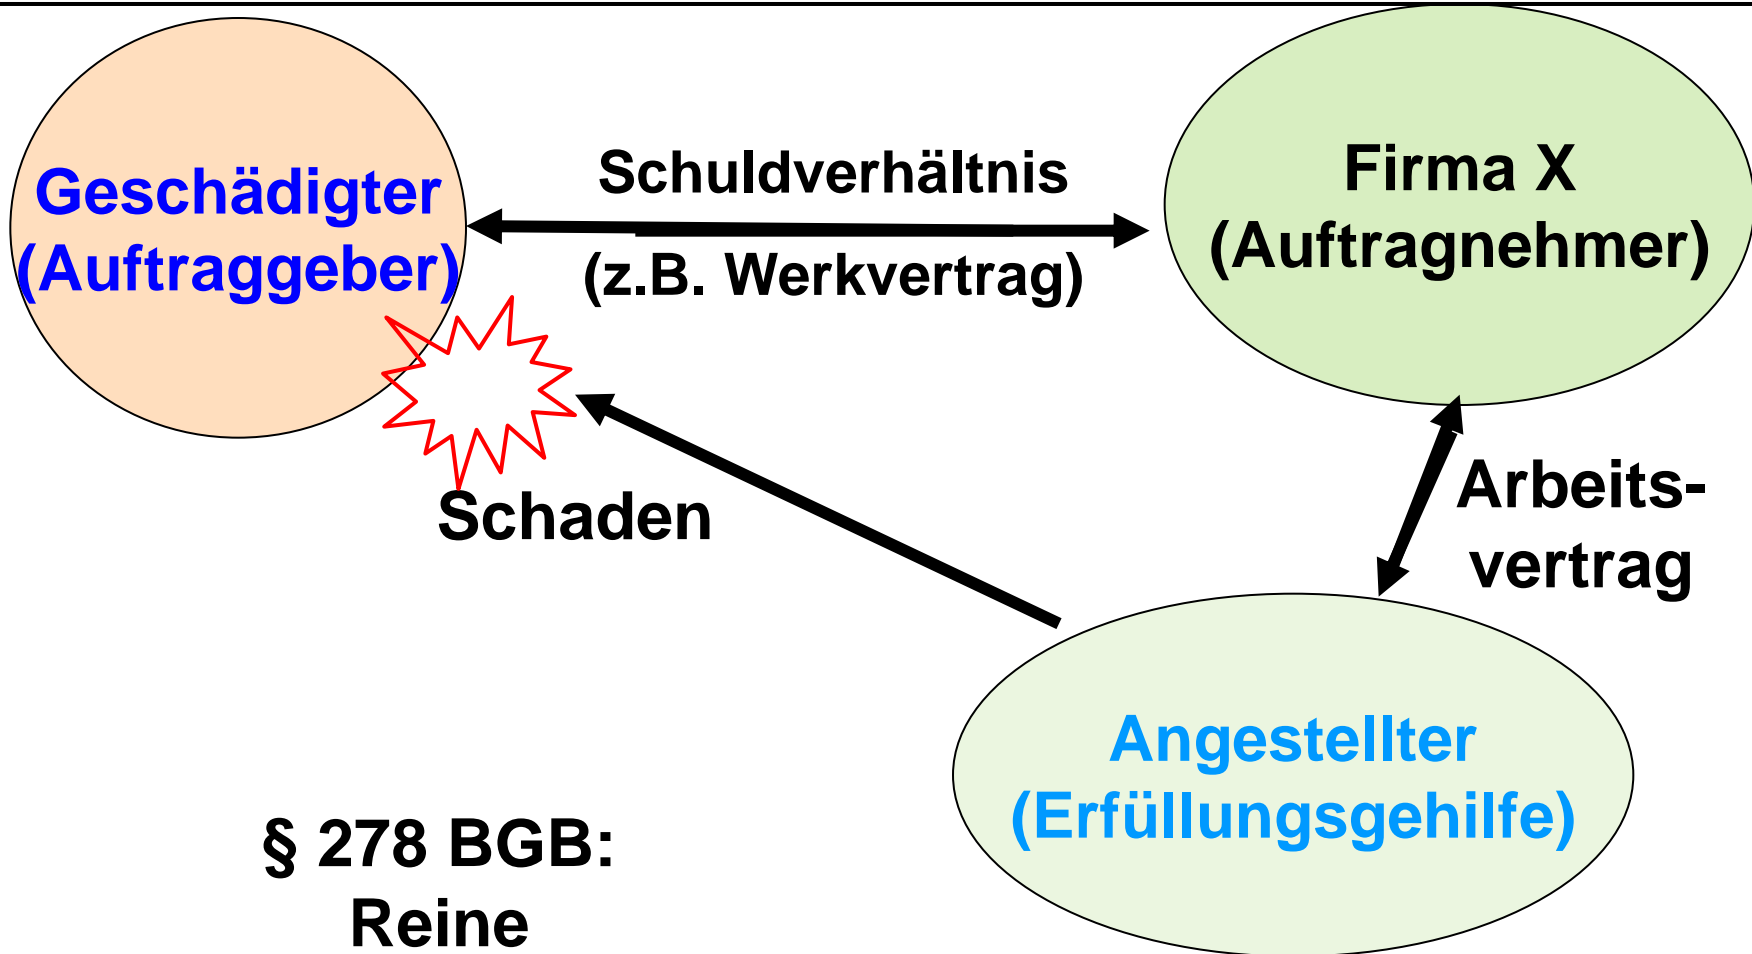 Geschädigter
(Auftraggeber)
Schuldverhältnis
(z.B. Werkvertrag)
Firma X
(Auftragnehmer)
Schaden
Arbeits-
vertrag
Angestellter
(Erfüllungsgehilfe)
§ 278 BGB:
Reine